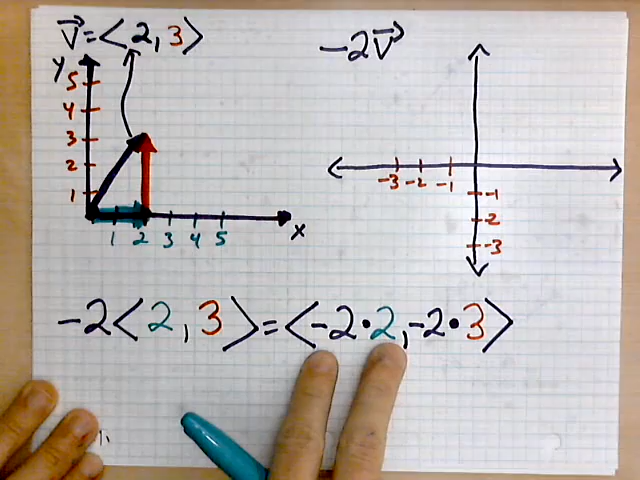 v⃗=⟨2,3⟩
-2v⃗
y
5
4
3
2
1
1 2 3 4 5
x
-3 -2 -1
-1
-2
-3
-2⟨2,3⟩=⟨-2·2,-2·3⟩